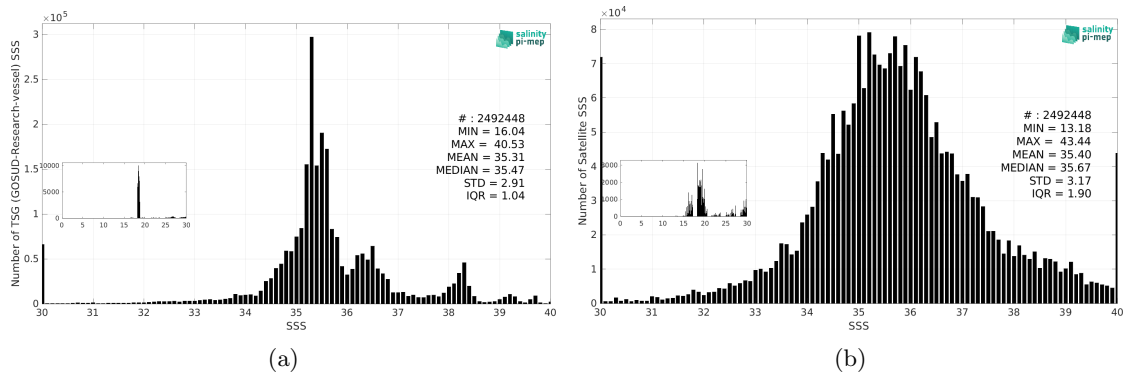 ×10⁵
3
2.5
2
1.5
1
0.5
0
Number of TSG (GOSUD-Research-vessel) SSS
salinity
pi-mep
# : 2492448
MIN = 16.04
MAX = 40.53
MEAN = 35.31
MEDIAN = 35.47
STD = 2.91
IQR = 1.04
10000
5000
0
0 5 10 15 20 25 30
30 31 32 33 34 35 36 37 38 39 40
SSS
(a)
×10⁴
8
7
6
5
4
3
2
1
0
Number of Satellite SSS
salinity
pi-mep
# : 2492448
MIN = 13.18
MAX = 43.44
MEAN = 35.40
MEDIAN = 35.67
STD = 3.17
IQR = 1.90
3000
2000
1000
0
0 5 10 15 20 25 30
30 31 32 33 34 35 36 37 38 39 40
SSS
(b)